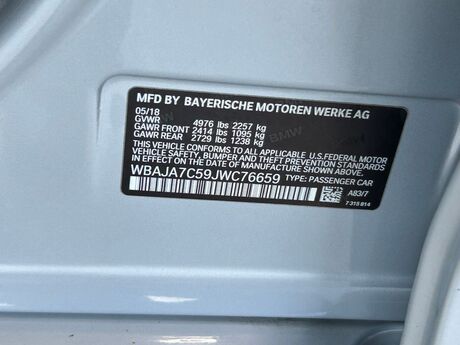 MFD BY BAYERISCHE MOTOREN WERKE AG
05/18
GVWR 4976 lbs 2257 kg
GAWR FRONT 2414 lbs 1095 kg
GAWR REAR 2729 lbs 1238 kg
THIS VEHICLE CONFORMS TO ALL APPLICABLE U.S.FEDERAL MOTOR
VEHICLE SAFETY, BUMPER, AND THEFT PREVENTION STANDARDS IN
EFFECT ON THE DATE OF MANUFACTURE SHOWN ABOVE.
WBAJA7C59JWC76659 TYPE: PASSENGER CAR
A83/7
7 315 814
BMW